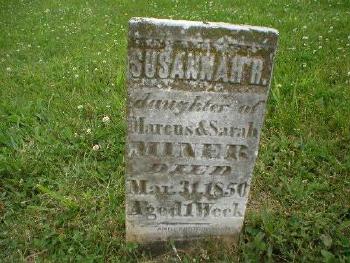 SUSANNAH R.
daughter of
Marcus & Sarah
MINER
DIED
Mar. 31, 1850
Aged 1 Week